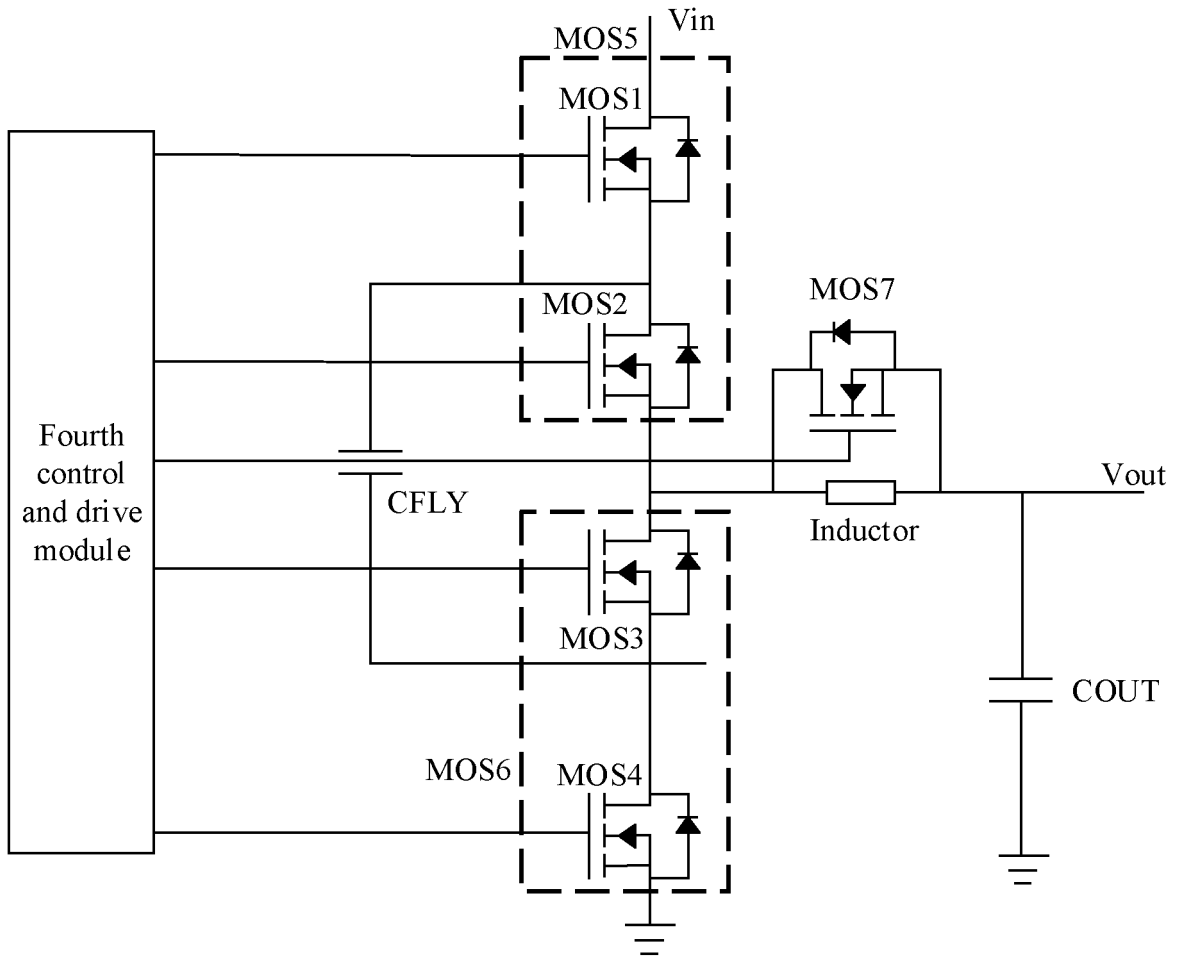 Vin
MOS5
MOS1
MOS2
MOS7
Fourth
control
and drive
module
CFLY
Vout
Inductor
MOS3
COUT
MOS6
MOS4